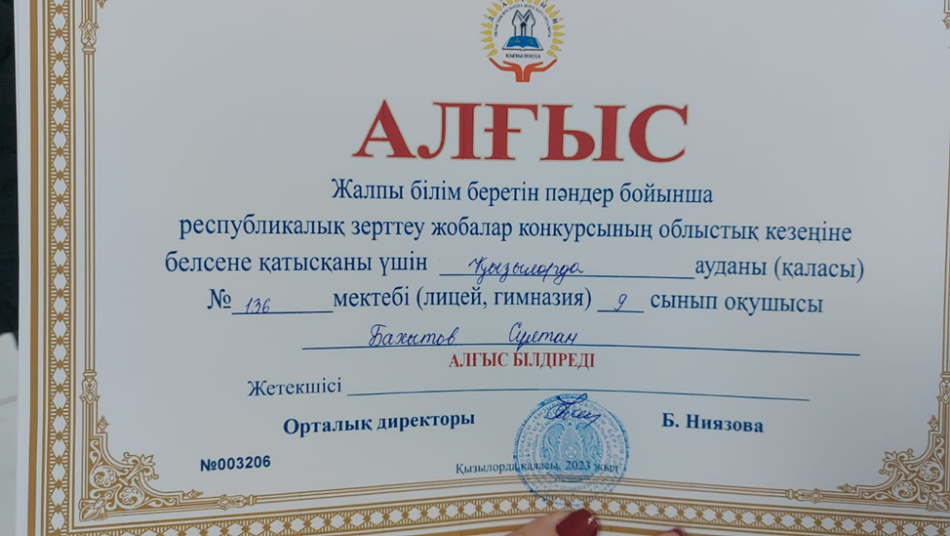 ҚЫЗЫЛОРДА
АЛҒЫС
Жалпы білім беретін пәндер бойынша
республикалық зерттеу жобалар конкурсының облыстық кезеңіне
белсене қатысқаны үшін Қызылорда ауданы (қаласы)
№ 136 мектебі (лицей, гимназия) 9 сынып оқушысы
Бахытов Сұлтан
АЛҒЫС БІЛДІРЕДІ
Жетекшісі
Орталық директоры Б. Ниязова
№003206
Қызылорда қаласы, 2023 жыл